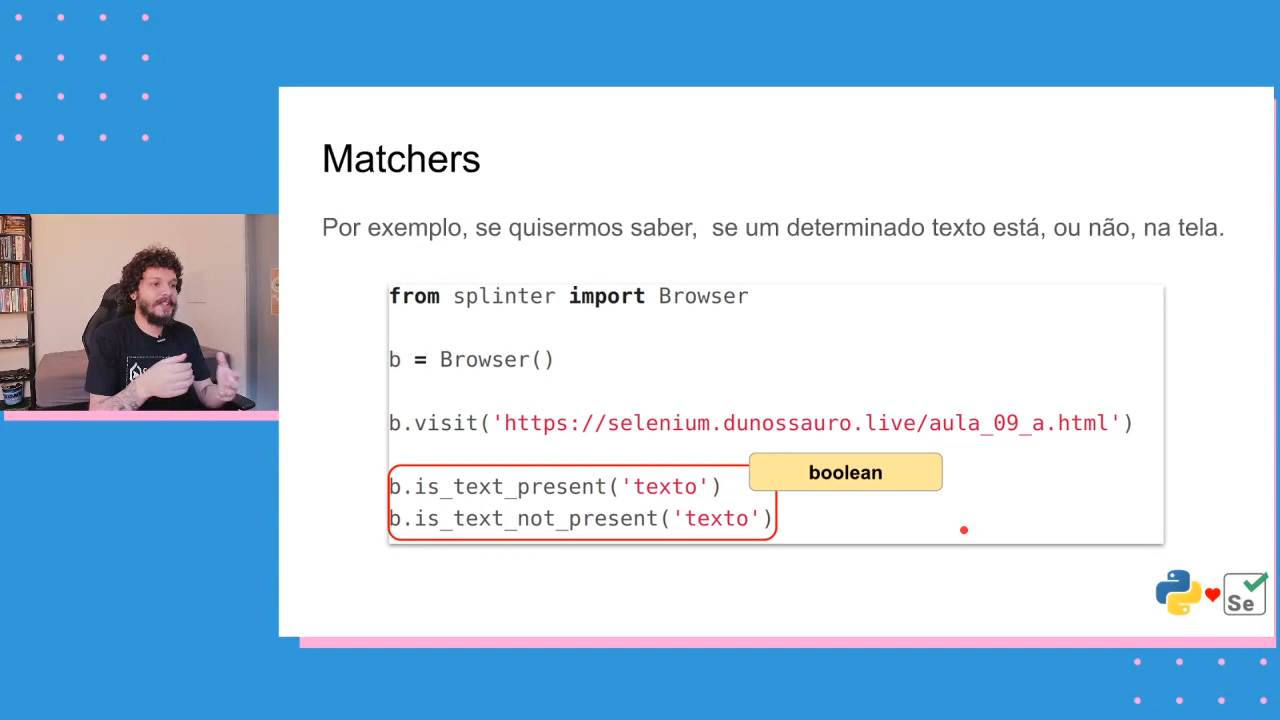 Matchers
Por exemplo, se quisermos saber,  se um determinado texto está, ou não, na tela.
from splinter import Browser
b = Browser()
b.visit('https://selenium.dunossauro.live/aula_09_a.html')
boolean
b.is_text_present('texto')
b.is_text_not_present('texto')
Se